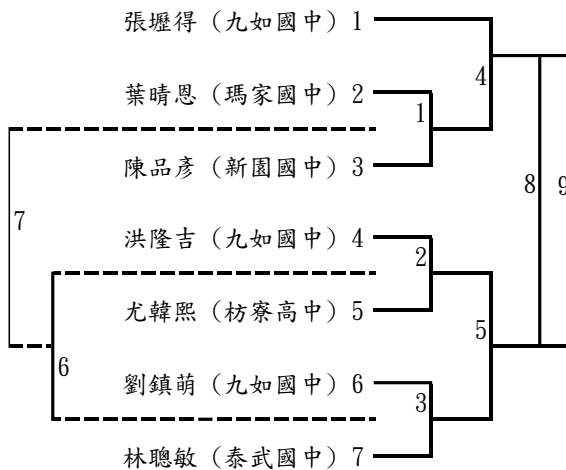 張壢得（九如國中）1
4
葉晴恩（瑪家國中）2
1
陳品彥（新園國中）3
8
9
7
洪隆吉（九如國中）4
2
尤韓熙（枋寮高中）5
5
6
劉鎮萌（九如國中）6
3
林聰敏（泰武國中）7